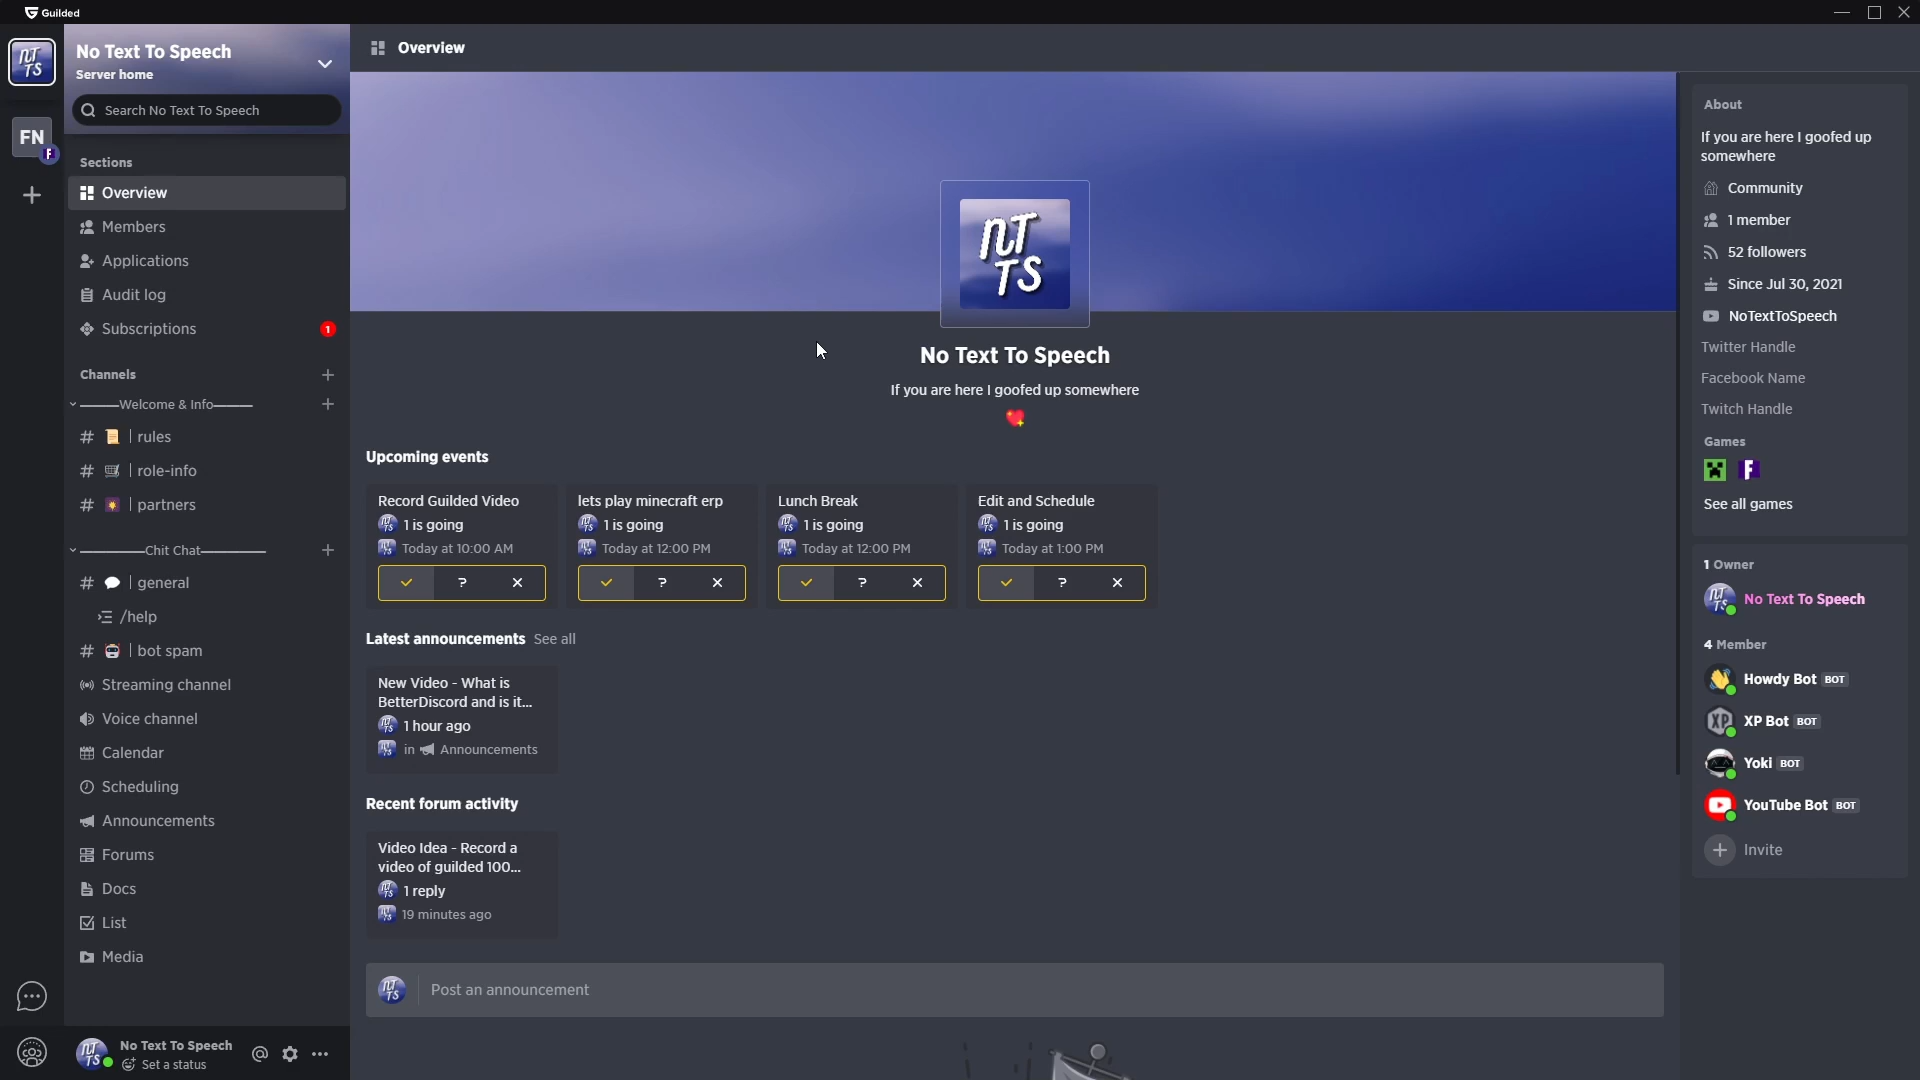 Guilded
NT
TS
No Text To Speech
Server home
Search No Text To Speech
FN
F
Sections
Overview
Members
Applications
Audit log
Subscriptions
1
Channels
Welcome & Info
# | rules
# | role-info
# | partners
Chit Chat
# | general
/help
# | bot spam
Streaming channel
Voice channel
Calendar
Scheduling
Announcements
Forums
Docs
List
Media
No Text To Speech
Set a status
Overview
NT
TS
No Text To Speech
If you are here I goofed up somewhere
Upcoming events
Record Guilded Video
1 is going
Today at 10:00 AM
?
lets play minecraft erp
1 is going
Today at 12:00 PM
?
Lunch Break
1 is going
Today at 12:00 PM
?
Edit and Schedule
1 is going
Today at 1:00 PM
?
Latest announcements See all
New Video - What is
BetterDiscord and is it...
1 hour ago
in Announcements
Recent forum activity
Video Idea - Record a
video of guilded 100...
1 reply
19 minutes ago
Post an announcement
About
If you are here I goofed up
somewhere
Community
1 member
52 followers
Since Jul 30, 2021
NoTextToSpeech
Twitter Handle
Facebook Name
Twitch Handle
Games
F
See all games
1 Owner
No Text To Speech
4 Member
Howdy Bot BOT
XP
XP Bot BOT
Yoki BOT
YouTube Bot BOT
Invite